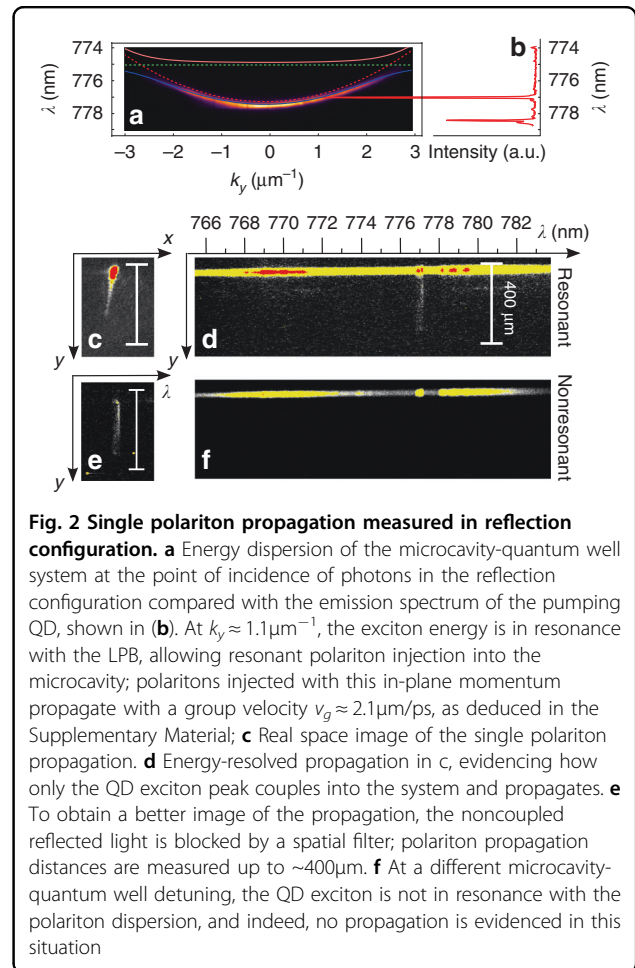 774
776
778
λ (nm)
a
−3 −2 −1 0 1 2 3
k_y (μm⁻¹)
b
774
776
778
λ (nm)
Intensity (a.u.)
x
y
c
766 768 770 772 774 776 778 780 782 λ (nm)
y
d
400 μm
Resonant
λ
y
e
f
Nonresonant
Fig. 2 Single polariton propagation measured in reflection
configuration. a Energy dispersion of the microcavity-quantum well
system at the point of incidence of photons in the reflection
configuration compared with the emission spectrum of the pumping
QD, shown in (b). At k_y ≈ 1.1μm⁻¹, the exciton energy is in resonance
with the LPB, allowing resonant polariton injection into the
microcavity; polaritons injected with this in-plane momentum
propagate with a group velocity v_g ≈ 2.1μm/ps, as deduced in the
Supplementary Material; c Real space image of the single polariton
propagation. d Energy-resolved propagation in c, evidencing how
only the QD exciton peak couples into the system and propagates. e
To obtain a better image of the propagation, the noncoupled
reflected light is blocked by a spatial filter; polariton propagation
distances are measured up to ~400μm. f At a different microcavity-
quantum well detuning, the QD exciton is not in resonance with the
polariton dispersion, and indeed, no propagation is evidenced in this
situation